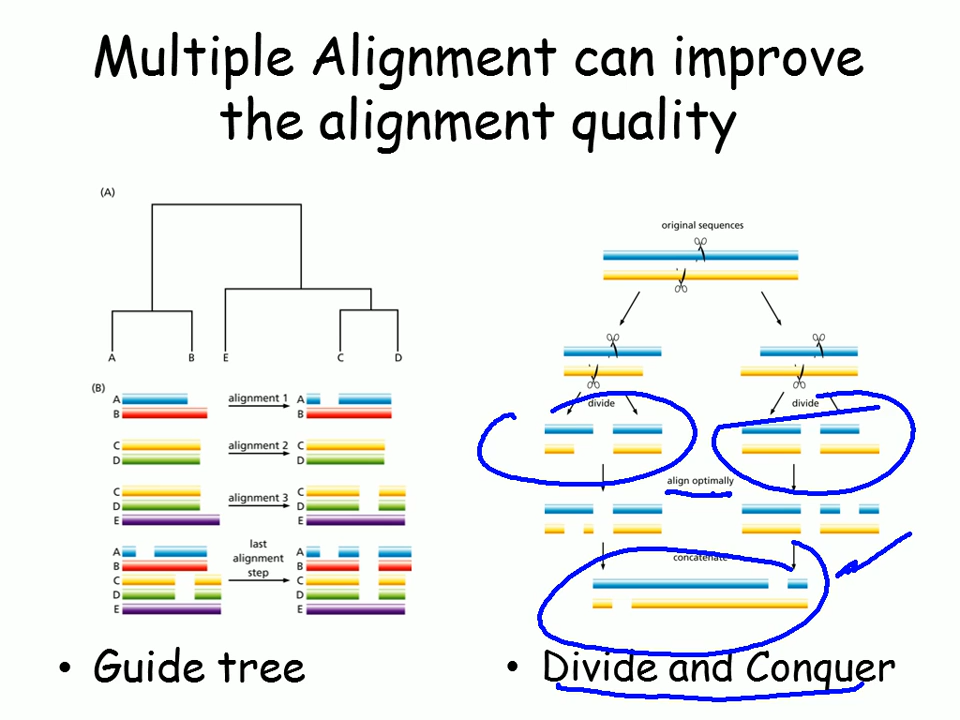 Multiple Alignment can improve
the alignment quality
(A)
A B E C D
(B)
A
B
alignment 1
A
B
C
D
alignment 2
C
D
C
D
E
alignment 3
C
D
E
A
B
C
D
E
last
alignment
step
A
B
C
D
E
• Guide tree
original sequences
divide divide
align optimally
concatenate
• Divide and Conquer